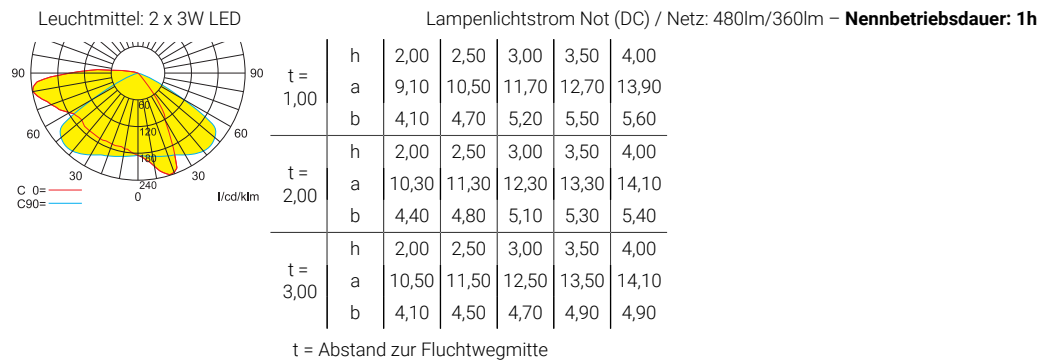 Leuchtmittel: 2 x 3W LED
Lampenlichtstrom Not (DC) / Netz: 480lm/360lm – Nennbetriebsdauer: 1h
90 90
60 60
30 30
60
120
180
240
0
C 0=
C90=
l/cd/klm
t = 1,00
h 2,00 2,50 3,00 3,50 4,00
a 9,10 10,50 11,70 12,70 13,90
b 4,10 4,70 5,20 5,50 5,60
t = 2,00
h 2,00 2,50 3,00 3,50 4,00
a 10,30 11,30 12,30 13,30 14,10
b 4,40 4,80 5,10 5,30 5,40
t = 3,00
h 2,00 2,50 3,00 3,50 4,00
a 10,50 11,50 12,50 13,50 14,10
b 4,10 4,50 4,70 4,90 4,90
t = Abstand zur Fluchtwegmitte